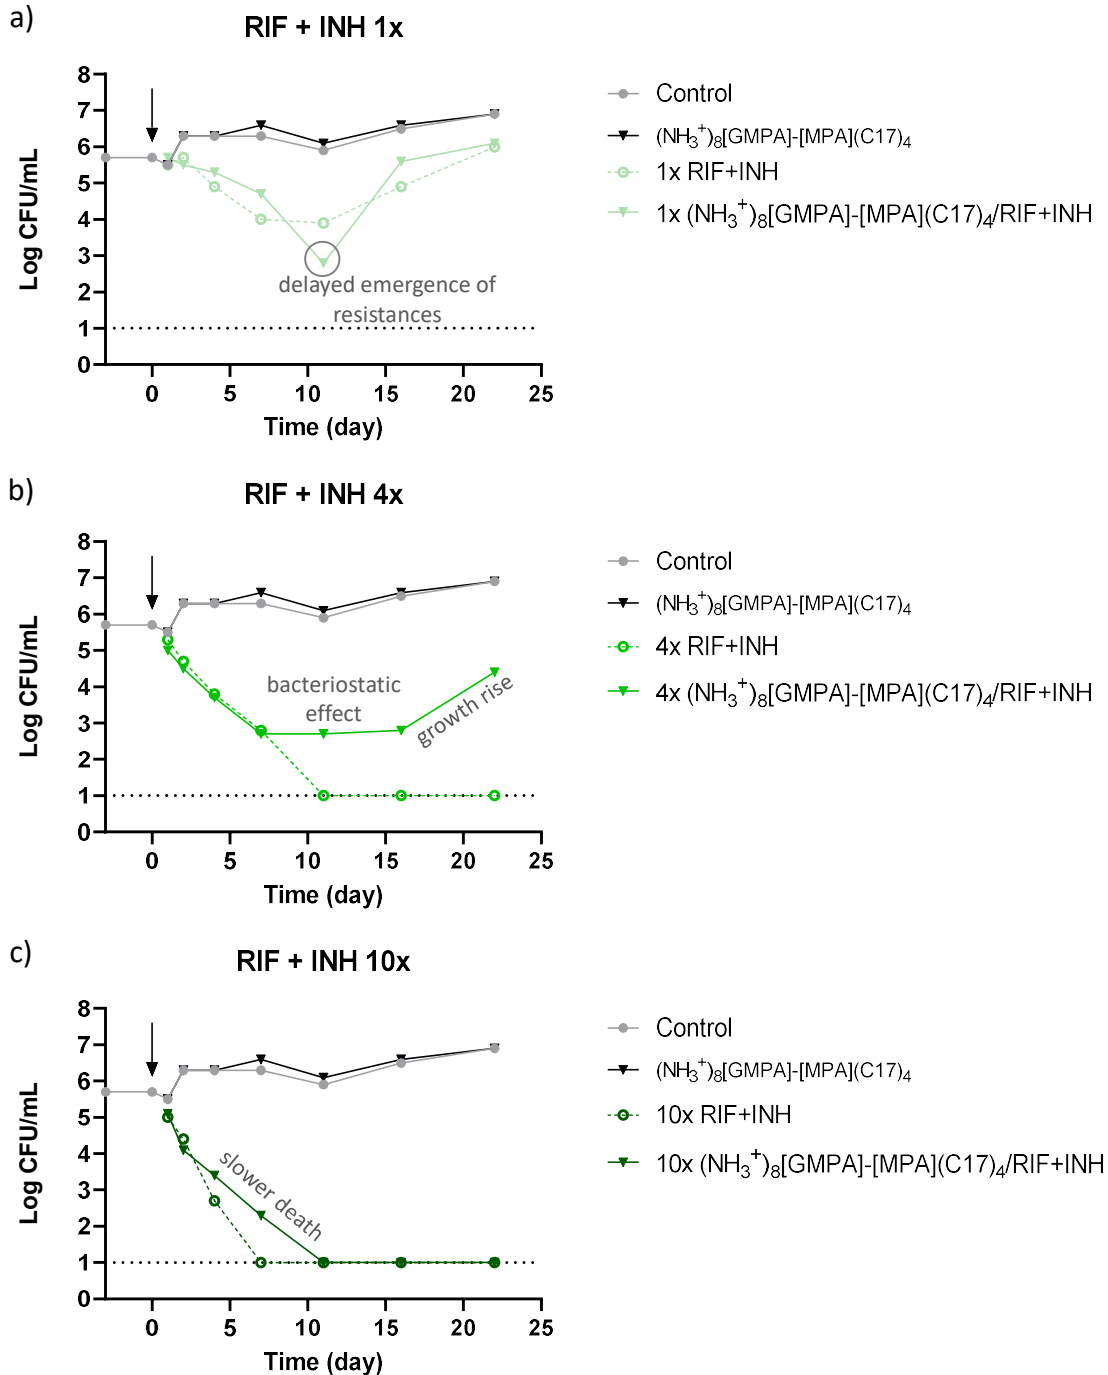 a)
RIF + INH 1x
8
7
6
5
4
3
2
1
0
Log CFU/mL
delayed emergence of
resistances
0 5 10 15 20 25
Time (day)
Control
(NH₃⁺)₈[GMPA]-[MPA](C17)₄
1x RIF+INH
1x (NH₃⁺)₈[GMPA]-[MPA](C17)₄/RIF+INH
b)
RIF + INH 4x
8
7
6
5
4
3
2
1
0
Log CFU/mL
bacteriostatic
effect
growth rise
0 5 10 15 20 25
Time (day)
Control
(NH₃⁺)₈[GMPA]-[MPA](C17)₄
4x RIF+INH
4x (NH₃⁺)₈[GMPA]-[MPA](C17)₄/RIF+INH
c)
RIF + INH 10x
8
7
6
5
4
3
2
1
0
Log CFU/mL
slower death
0 5 10 15 20 25
Time (day)
Control
(NH₃⁺)₈[GMPA]-[MPA](C17)₄
10x RIF+INH
10x (NH₃⁺)₈[GMPA]-[MPA](C17)₄/RIF+INH